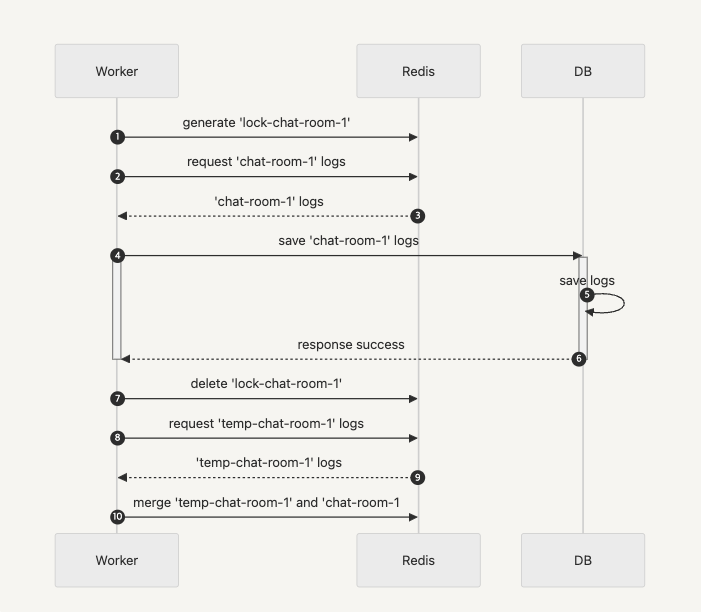 Worker
Redis
DB
generate 'lock-chat-room-1'
1
request 'chat-room-1' logs
2
'chat-room-1' logs
3
save 'chat-room-1' logs
4
save logs
5
response success
6
delete 'lock-chat-room-1'
7
request 'temp-chat-room-1' logs
8
'temp-chat-room-1' logs
9
merge 'temp-chat-room-1' and 'chat-room-1
10
Worker
Redis
DB